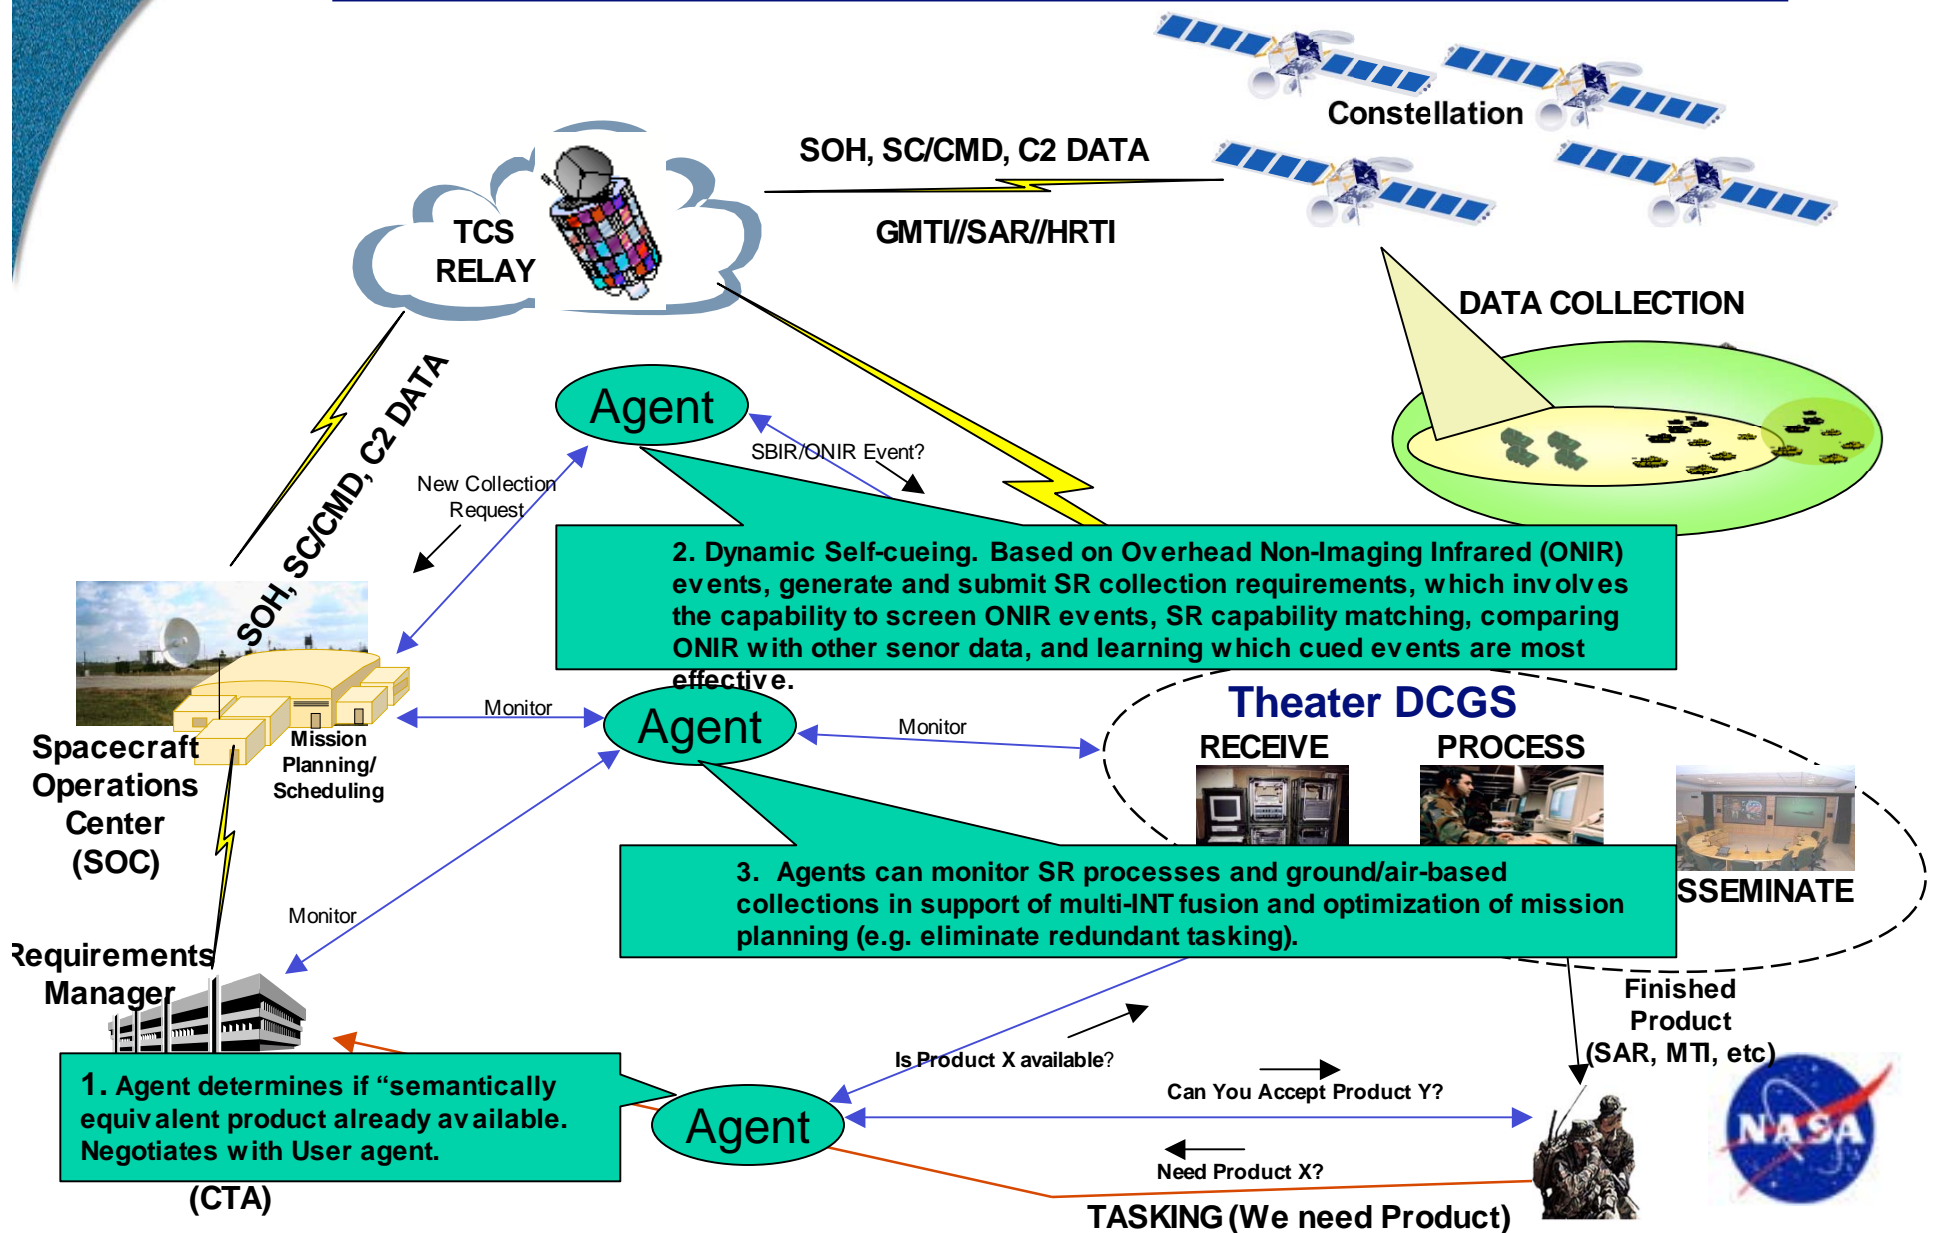 Constellation
SOH, SC/CMD, C2 DATA
GMTI//SAR//HRTI
TCS
RELAY
DATA COLLECTION
SOH, SC/CMD, C2 DATA
Agent
SBIR/ONIR Event?
New Collection
Request
2. Dynamic Self-cueing. Based on Overhead Non-Imaging Infrared (ONIR)
events, generate and submit SR collection requirements, which involves
the capability to screen ONIR events, SR capability matching, comparing
ONIR with other senor data, and learning which cued events are most
effective.
Theater DCGS
Agent
Monitor
Monitor
RECEIVE
PROCESS
Spacecraft
Operations
Center
(SOC)
Mission
Planning/
Scheduling
3. Agents can monitor SR processes and ground/air-based
collections in support of multi-INT fusion and optimization of mission
planning (e.g. eliminate redundant tasking).
SSEMINATE
Monitor
Requirements
Manager
Finished
Product
(SAR, MTI, etc)
Is Product X available?
1. Agent determines if “semantically
equivalent product already available.
Negotiates with User agent.
Agent
Can You Accept Product Y?
Need Product X?
NASA
(CTA)
TASKING (We need Product)